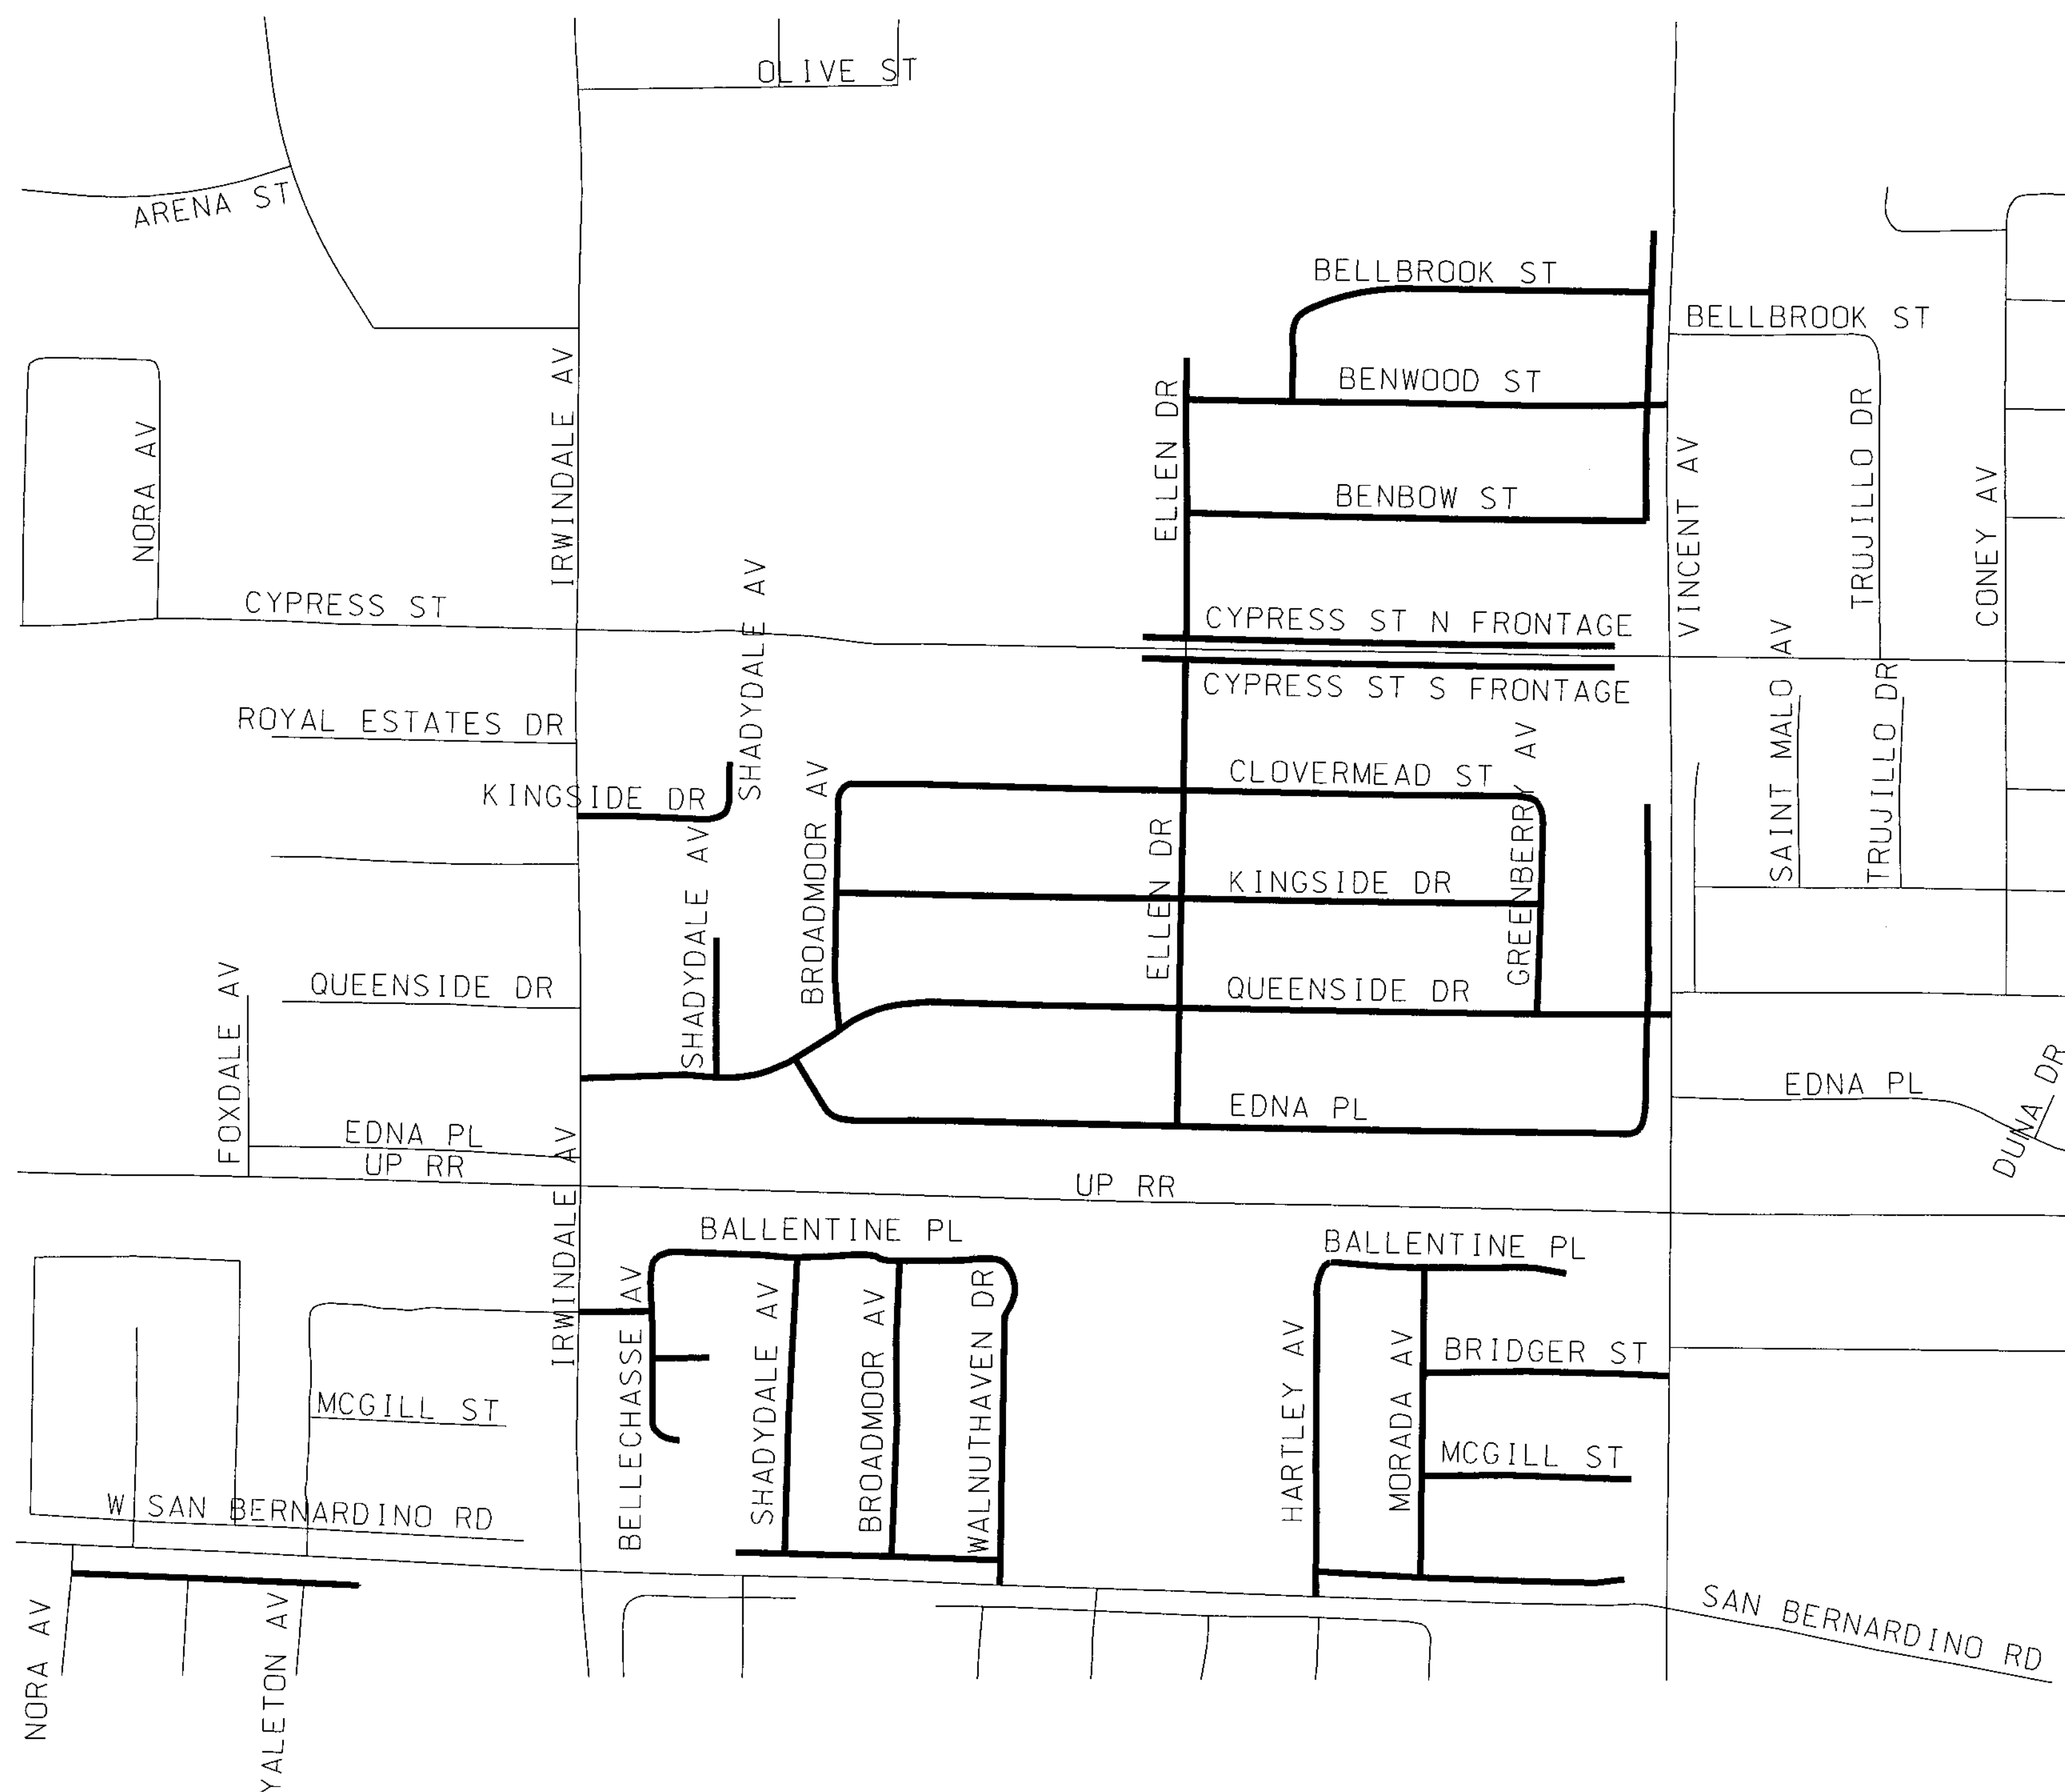 OLIVE ST
ARENA ST
BELLBROOK ST
BELLBROOK ST
IRWINDALE AV
BENWOOD ST
ELLEN DR
TRUJILLO DR
NORA AV
VINCENT AV
CONEY AV
BENBOW ST
SHADYDALE AV
CYPRESS ST
CYPRESS ST N FRONTAGE
CYPRESS ST S FRONTAGE
SAINT MALO AV
TRUJILLO DR
ROYAL ESTATES DR
GREENBERRY AV
CLOVERMEAD ST
KINGSIDE DR
BROADMOOR AV
SHADYDALE AV
ELLEN DR
KINGSIDE DR
QUEENSIDE DR
QUEENSIDE DR
FOXDALE AV
DUNA DR
EDNA PL
EDNA PL
EDNA PL
UP RR
UP RR
IRWINDALE AV
BALLENTINE PL
BALLENTINE PL
BELLECHASSE AV
SHADYDALE AV
BROADMOOR AV
WALNUTHAVEN DR
HARTLEY AV
MORADA AV
BRIDGER ST
MCGILL ST
MCGILL ST
W SAN BERNARDINO RD
SAN BERNARDINO RD
NORA AV
YALETON AV